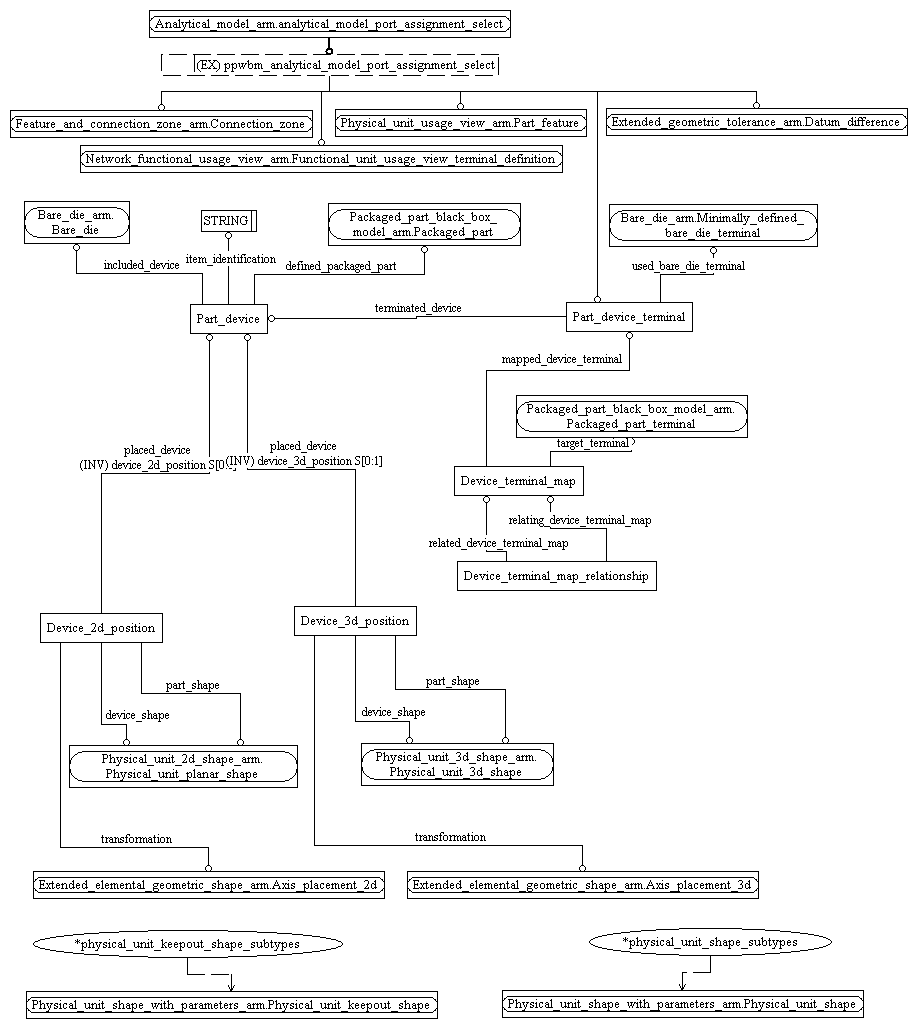 Analytical_model_arm.analytical_model_port_assignment_select
(EX) ppwbm_analytical_model_port_assignment_select
Feature_and_connection_zone_arm.Connection_zone
Physical_unit_usage_view_arm.Part_feature
Extended_geometric_tolerance_arm.Datum_difference
Network_functional_usage_view_arm.Functional_unit_usage_view_terminal_definition
Bare_die_arm.
Bare_die
STRING
Packaged_part_black_box_
model_arm.Packaged_part
Bare_die_arm.Minimally_defined_
bare_die_terminal
included_device
item_identification
defined_packaged_part
used_bare_die_terminal
Part_device
terminated_device
Part_device_terminal
mapped_device_terminal
Packaged_part_black_box_model_arm.
Packaged_part_terminal
target_terminal
placed_device
(INV) device_2d_position S[0:
placed_device
(INV) device_3d_position S[0:1]
Device_terminal_map
relating_device_terminal_map
related_device_terminal_map
Device_terminal_map_relationship
Device_2d_position
Device_3d_position
part_shape
device_shape
part_shape
device_shape
Physical_unit_2d_shape_arm.
Physical_unit_planar_shape
Physical_unit_3d_shape_arm.
Physical_unit_3d_shape
transformation
transformation
Extended_elemental_geometric_shape_arm.Axis_placement_2d
Extended_elemental_geometric_shape_arm.Axis_placement_3d
*physical_unit_keepout_shape_subtypes
*physical_unit_shape_subtypes
Physical_unit_shape_with_parameters_arm.Physical_unit_keepout_shape
Physical_unit_shape_with_parameters_arm.Physical_unit_shape